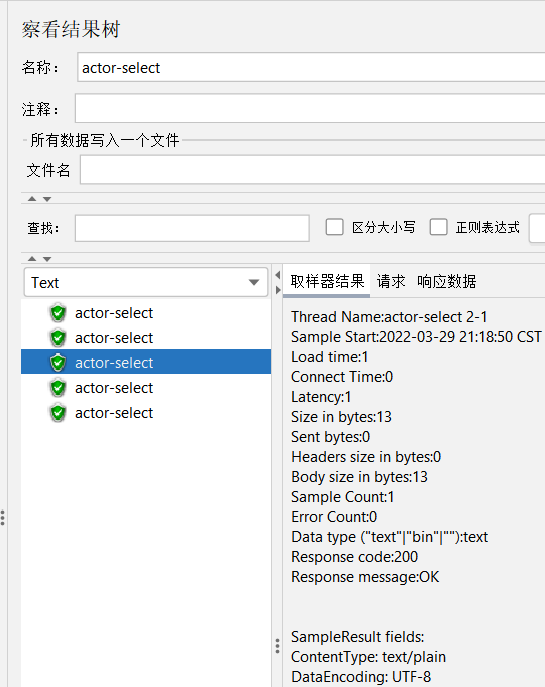 察看结果树
名称： actor-select
注释：
所有数据写入一个文件
文件名
查找: 区分大小写 正则表达式
Text
actor-select
actor-select
actor-select
actor-select
actor-select
取样器结果 请求 响应数据
Thread Name:actor-select 2-1
Sample Start:2022-03-29 21:18:50 CST
Load time:1
Connect Time:0
Latency:1
Size in bytes:13
Sent bytes:0
Headers size in bytes:0
Body size in bytes:13
Sample Count:1
Error Count:0
Data type ("text"|"bin"|""):text
Response code:200
Response message:OK
SampleResult fields:
ContentType: text/plain
DataEncoding: UTF-8